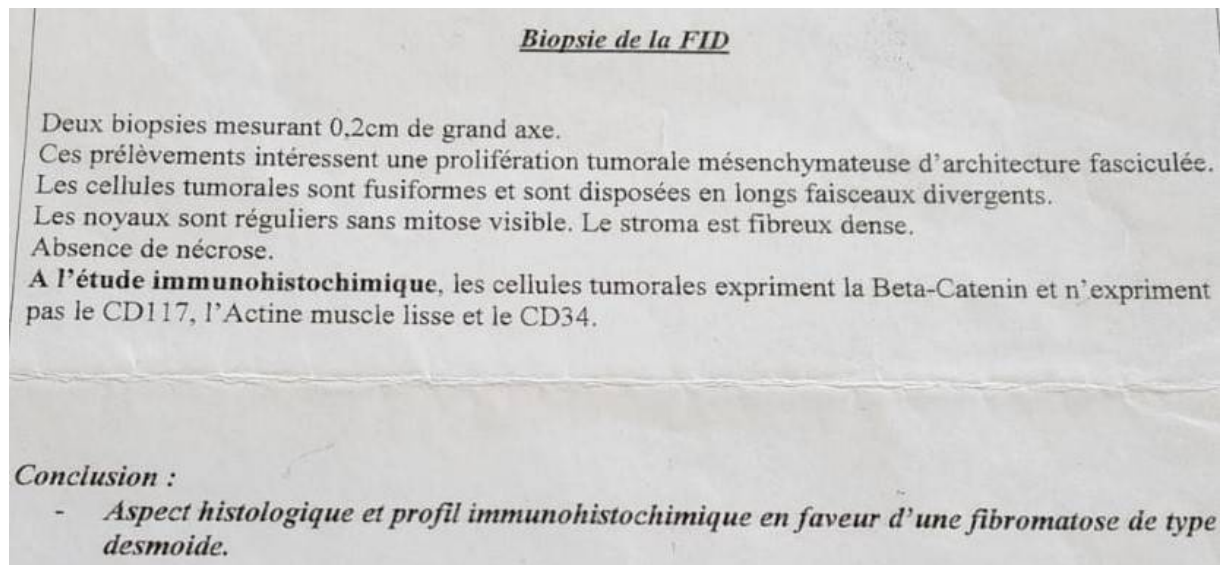 Biopsie de la FID
Deux biopsies mesurant 0,2cm de grand axe.
Ces prélèvements intéressent une prolifération tumorale mésenchymateuse d'architecture fasciculée.
Les cellules tumorales sont fusiformes et sont disposées en longs faisceaux divergents.
Les noyaux sont réguliers sans mitose visible. Le stroma est fibreux dense.
Absence de nécrose.
A l'étude immunohistochimique, les cellules tumorales expriment la Beta-Catenin et n'expriment
pas le CD117, l'Actine muscle lisse et le CD34.
Conclusion :
- Aspect histologique et profil immunohistochimique en faveur d'une fibromatose de type
desmoide.